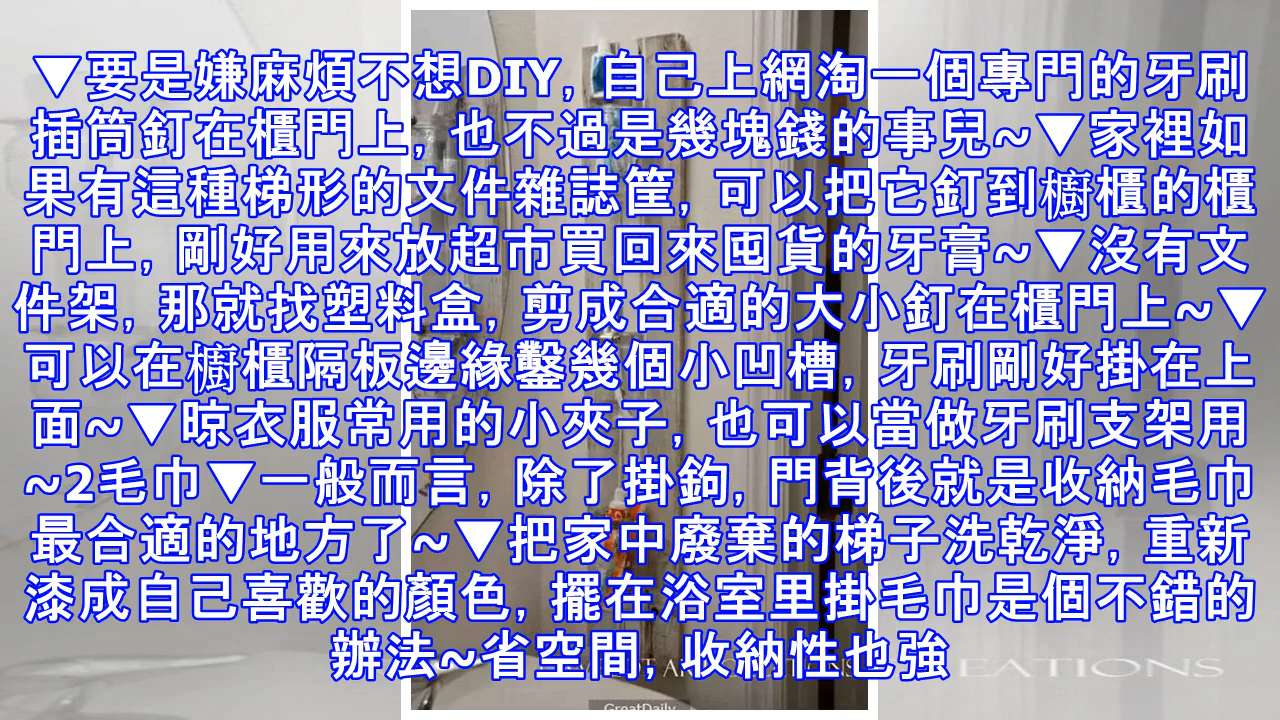 ▼要是嫌麻煩不想DIY, 自己上網淘一個專門的牙刷
插筒釘在櫃門上, 也不過是幾塊錢的事兒~▼家裡如
果有這種梯形的文件雜誌筐, 可以把它釘到櫥櫃的櫃
門上, 剛好用來放超市買回來囤貨的牙膏~▼沒有文
件架, 那就找塑料盒, 剪成合適的大小釘在櫃門上~▼
可以在櫥櫃隔板邊緣鑿幾個小凹槽, 牙刷剛好掛在上
面~▼晾衣服常用的小夾子, 也可以當做牙刷支架用
~2毛巾▼一般而言, 除了掛鉤, 門背後就是收納毛巾
最合適的地方了~▼把家中廢棄的梯子洗乾淨, 重新
漆成自己喜歡的顏色, 擺在浴室里掛毛巾是個不錯的
辦法~省空間, 收納性也強
EATIONS
GreatDaily